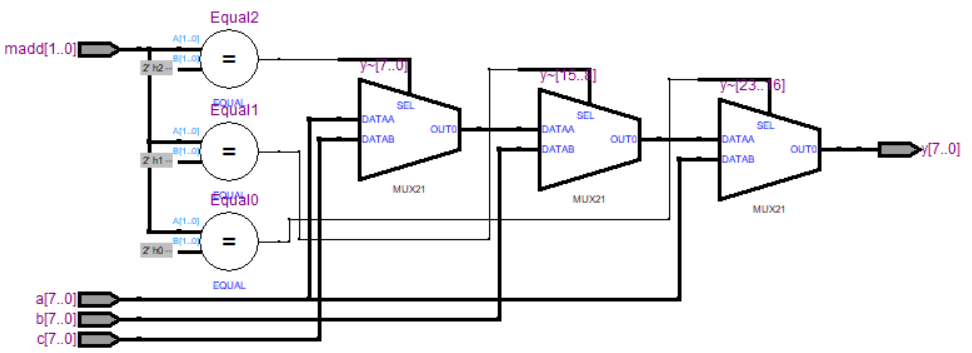 Equal2
madd[1..0]
A[1..0]
B[1..0]
2' h2
=
EQUAL
y~[7..0]
SEL
DATAA
DATAB
OUT0
MUX21
Equal1
A[1..0]
B[1..0]
2' h1
=
EQUAL
y~[15..8]
SEL
DATAA
DATAB
OUT0
MUX21
Equal0
A[1..0]
B[1..0]
2' h0
=
EQUAL
y~[23..16]
SEL
DATAA
DATAB
OUT0
MUX21
y[7..0]
a[7..0]
b[7..0]
c[7..0]